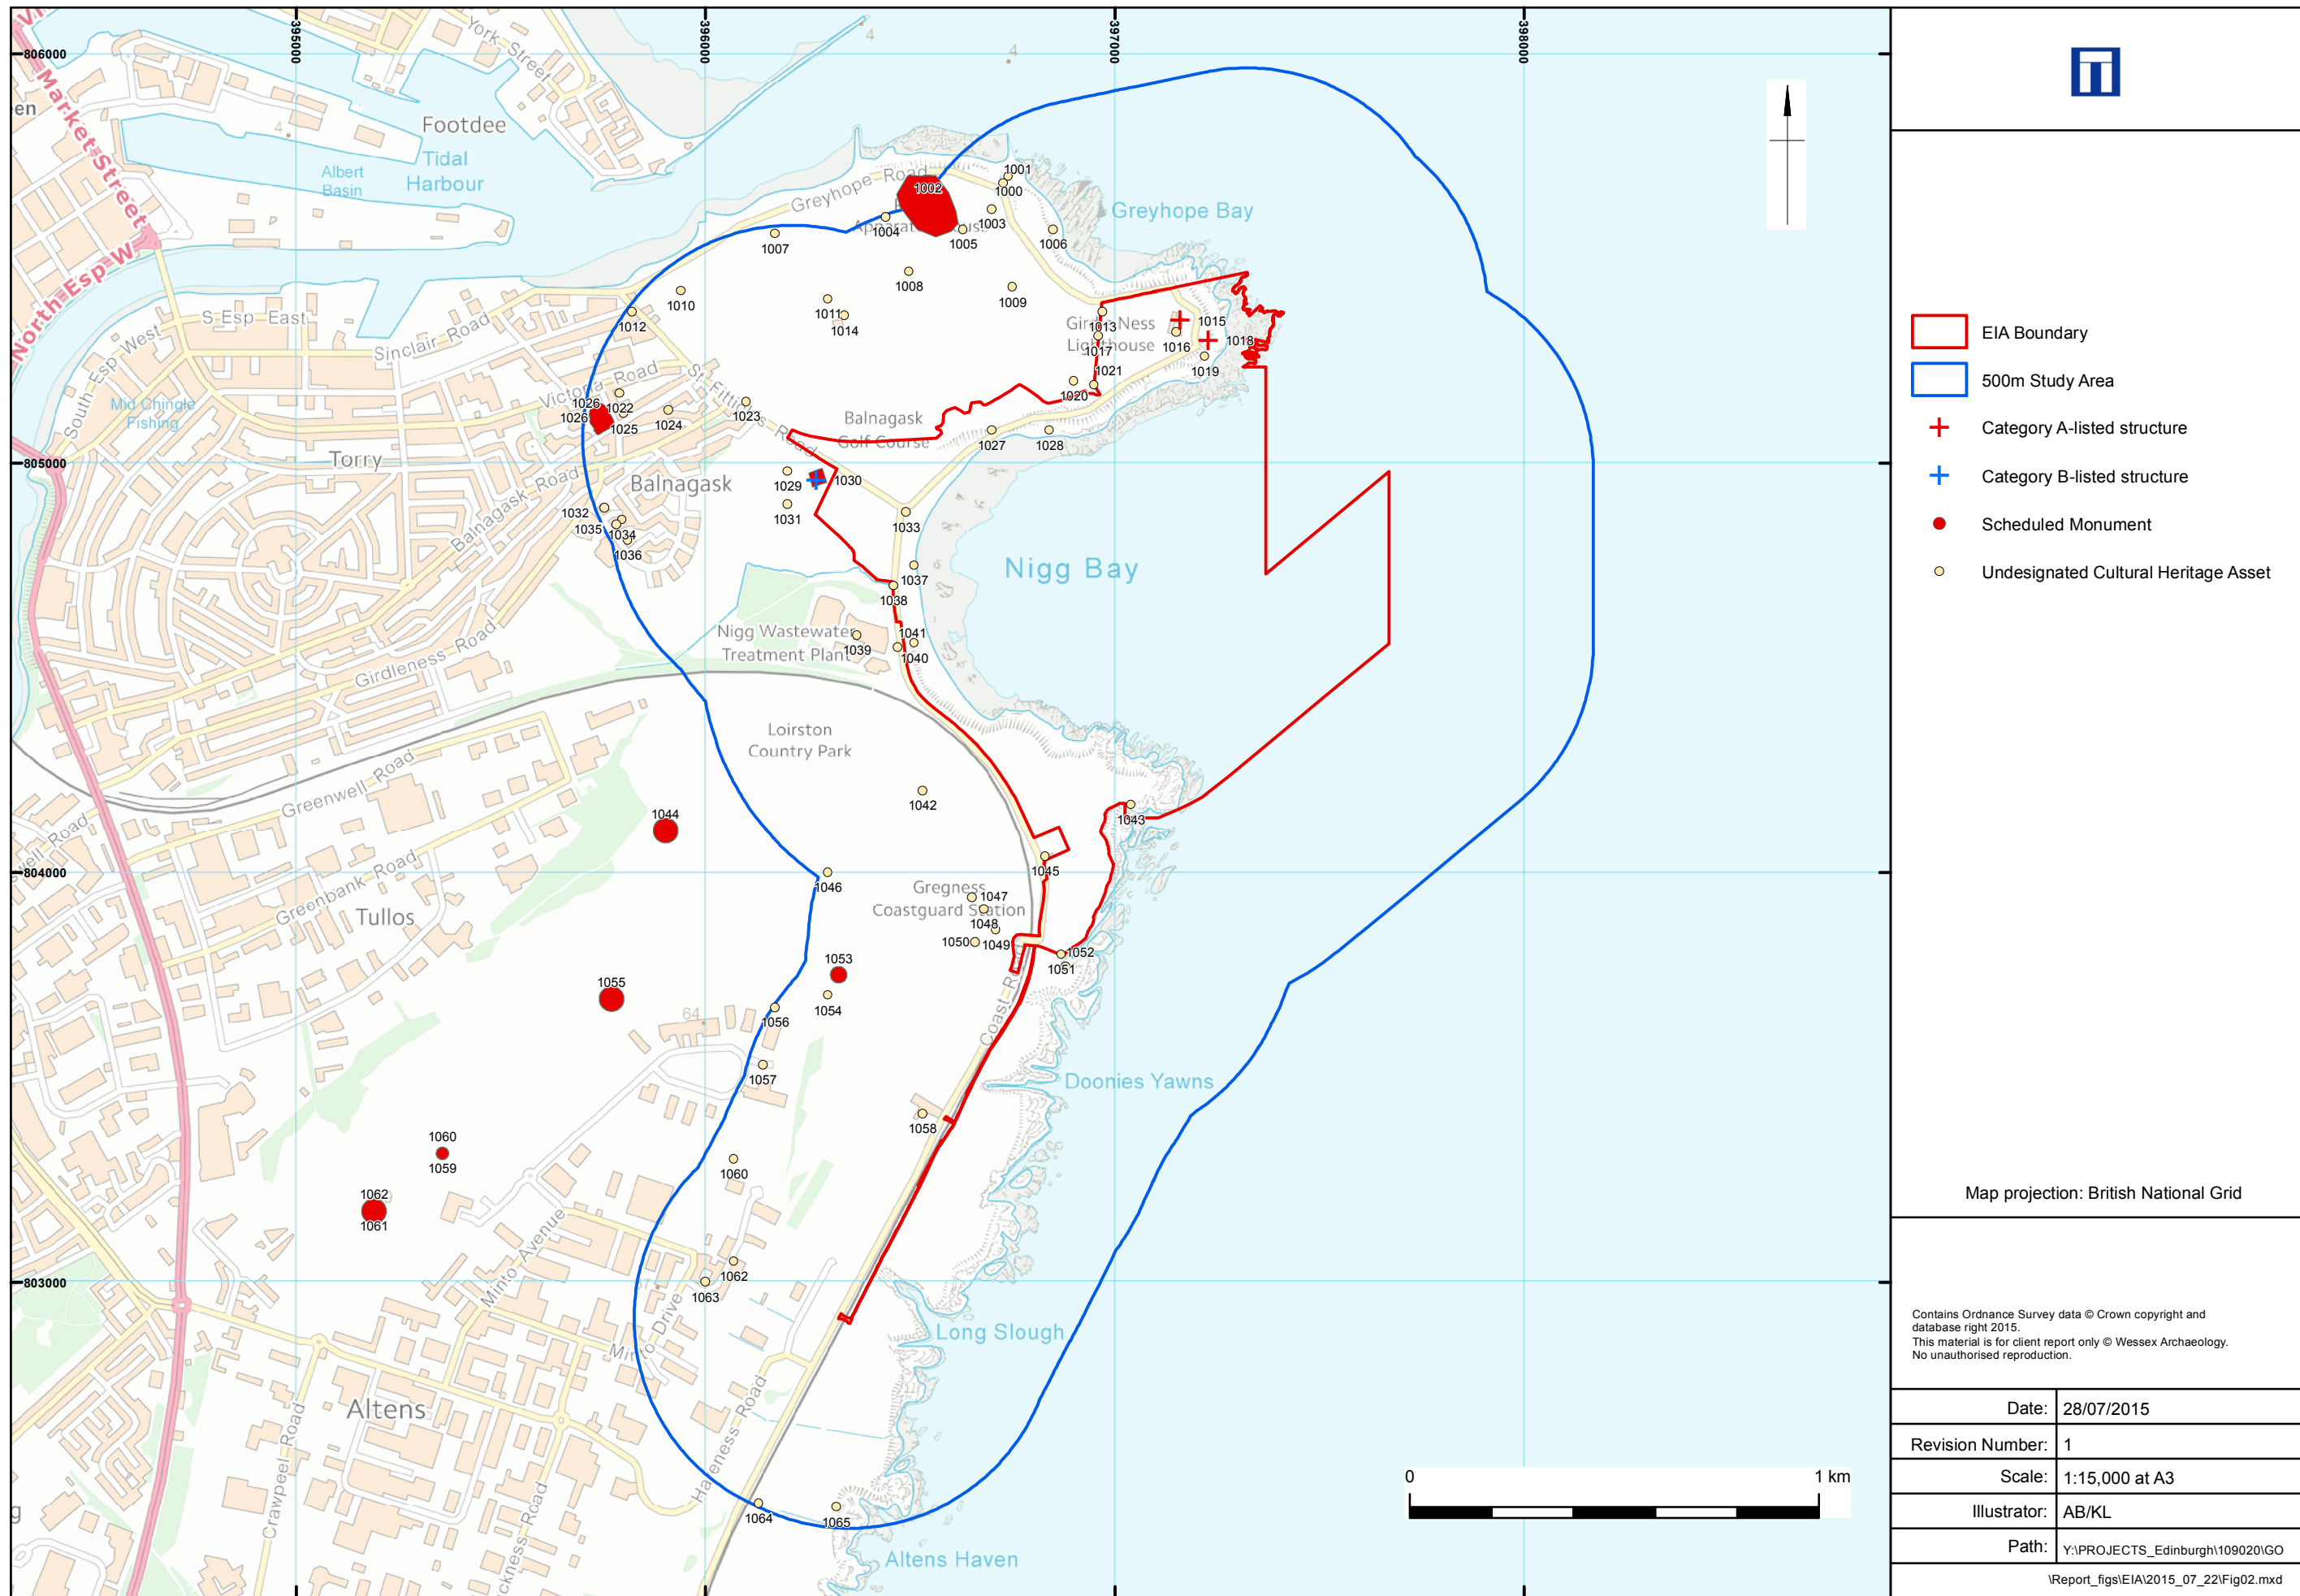 395000
396000
397000
398000
806000
805000
804000
803000
York Street
Market Street
North Esp W
een
Footdee
Tidal
Harbour
Albert
Basin
4
4
4
Greyhope Road
Greyhope Bay
S Esp East
South Esp West
Sinclair Road
Victoria Road
Mid Chingle
Fishing
Torry
Balnagask
Balnagask Road
Girdleness Road
Balnagask
Golf Course
Girdle Ness
Lighthouse
Nigg Bay
Nigg Wastewater
Treatment Plant
Loirston
Country Park
Greenwell Road
Greenbank Road
Tullos
Gregness
Coastguard Station
64
Doonies Yawns
Minto Avenue
Minto Drive
Altens
Crawpeel Road
Hareness Road
Long Slough
Altens Haven
1000
1001
1002
1003
1004
1005
1006
1007
1008
1009
1010
1011
1012
1013
1014
1015
1016
1017
1018
1019
1020
1021
1022
1023
1024
1025
1026
1026
1027
1028
1029
1030
1031
1032
1033
1034
1035
1036
1037
1038
1039
1040
1041
1042
1043
1044
1045
1046
1047
1048
1049
1050
1051
1052
1053
1054
1055
1056
1057
1058
1060
1059
1060
1062
1061
1062
1063
1064
1065
0
1 km
EIA Boundary
500m Study Area
Category A-listed structure
Category B-listed structure
Scheduled Monument
Undesignated Cultural Heritage Asset
Map projection: British National Grid
Contains Ordnance Survey data © Crown copyright and
database right 2015.
This material is for client report only © Wessex Archaeology.
No unauthorised reproduction.
Date: 28/07/2015
Revision Number: 1
Scale: 1:15,000 at A3
Illustrator: AB/KL
Path: Y:\PROJECTS_Edinburgh\109020\GO
\Report_figs\EIA\2015_07_22\Fig02.mxd